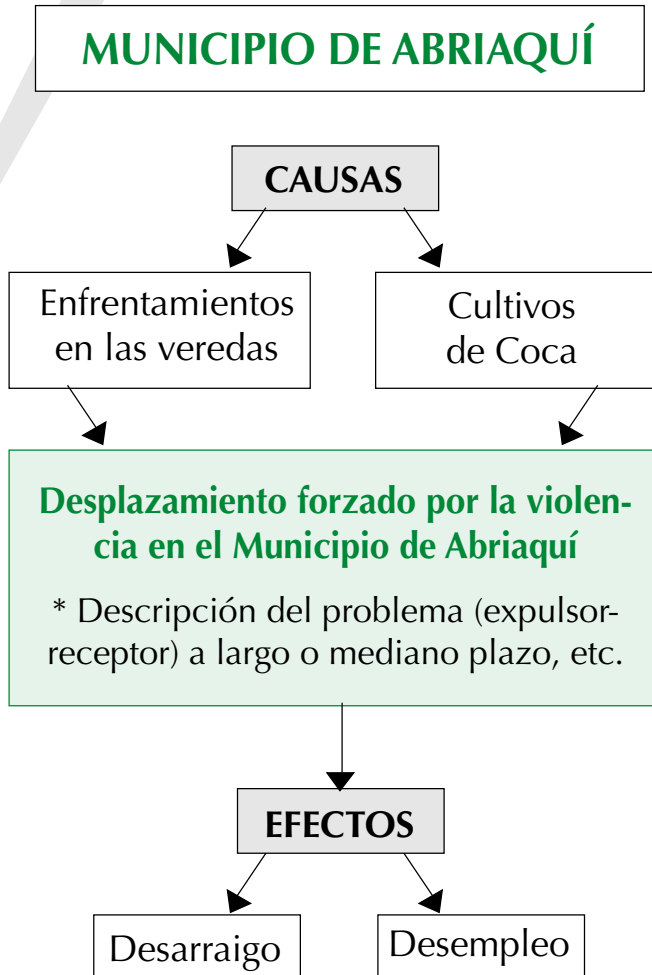 MUNICIPIO DE ABRIAQUÍ
CAUSAS
Enfrentamientos
en las veredas
Cultivos
de Coca
Desplazamiento forzado por la violen-
cia en el Municipio de Abriaquí
* Descripción del problema (expulsor-
receptor) a largo o mediano plazo, etc.
EFECTOS
Desarraigo
Desempleo